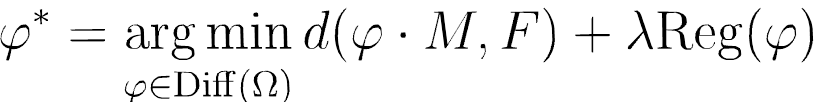 φ* = arg min d(φ · M, F) + λReg(φ)
φ∈Diff(Ω)